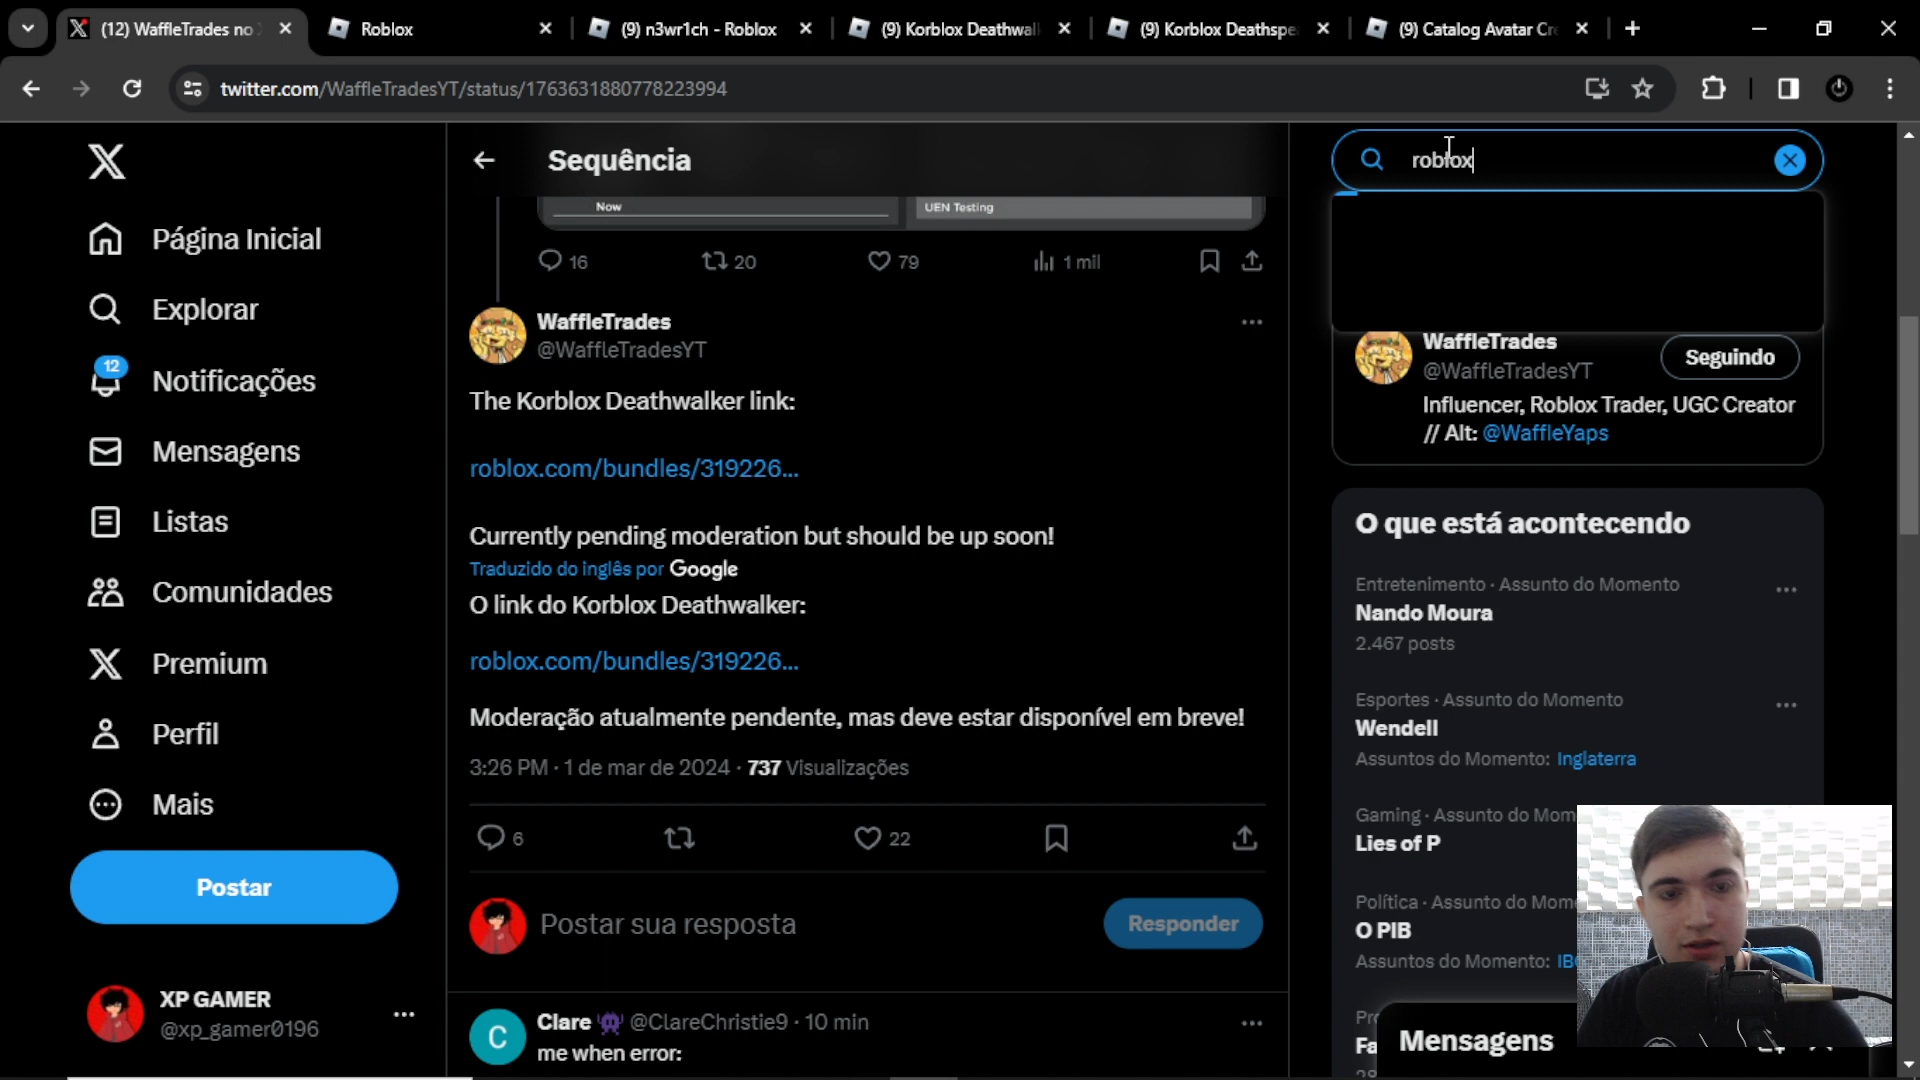 (12) WaffleTrades no
Roblox
(9) n3wr1ch - Roblox
(9) Korblox Deathwal
(9) Korblox Deathspe
(9) Catalog Avatar Cr
twitter.com/WaffleTradesYT/status/1763631880778223994
Sequência
roblox
Página Inicial
Explorar
12
Notificações
Mensagens
Listas
Comunidades
Premium
Perfil
Mais
Postar
XP GAMER
@xp_gamer0196
Now
UEN Testing
16
20
79
1 mil
WaffleTrades
@WaffleTradesYT
The Korblox Deathwalker link:
roblox.com/bundles/319226...
Currently pending moderation but should be up soon!
Traduzido do inglês por Google
O link do Korblox Deathwalker:
roblox.com/bundles/319226...
Moderação atualmente pendente, mas deve estar disponível em breve!
3:26 PM · 1 de mar de 2024 · 737 Visualizações
6
22
Postar sua resposta
Responder
C
Clare @ClareChristie9 · 10 min
me when error:
WaffleTrades
@WaffleTradesYT
Seguindo
Influencer, Roblox Trader, UGC Creator
// Alt: @WaffleYaps
O que está acontecendo
Entretenimento · Assunto do Momento
Nando Moura
2.467 posts
Esportes · Assunto do Momento
Wendell
Assuntos do Momento: Inglaterra
Gaming · Assunto do Mom
Lies of P
Política · Assunto do Mom
O PIB
Assuntos do Momento: IB
Fa
Mensagens